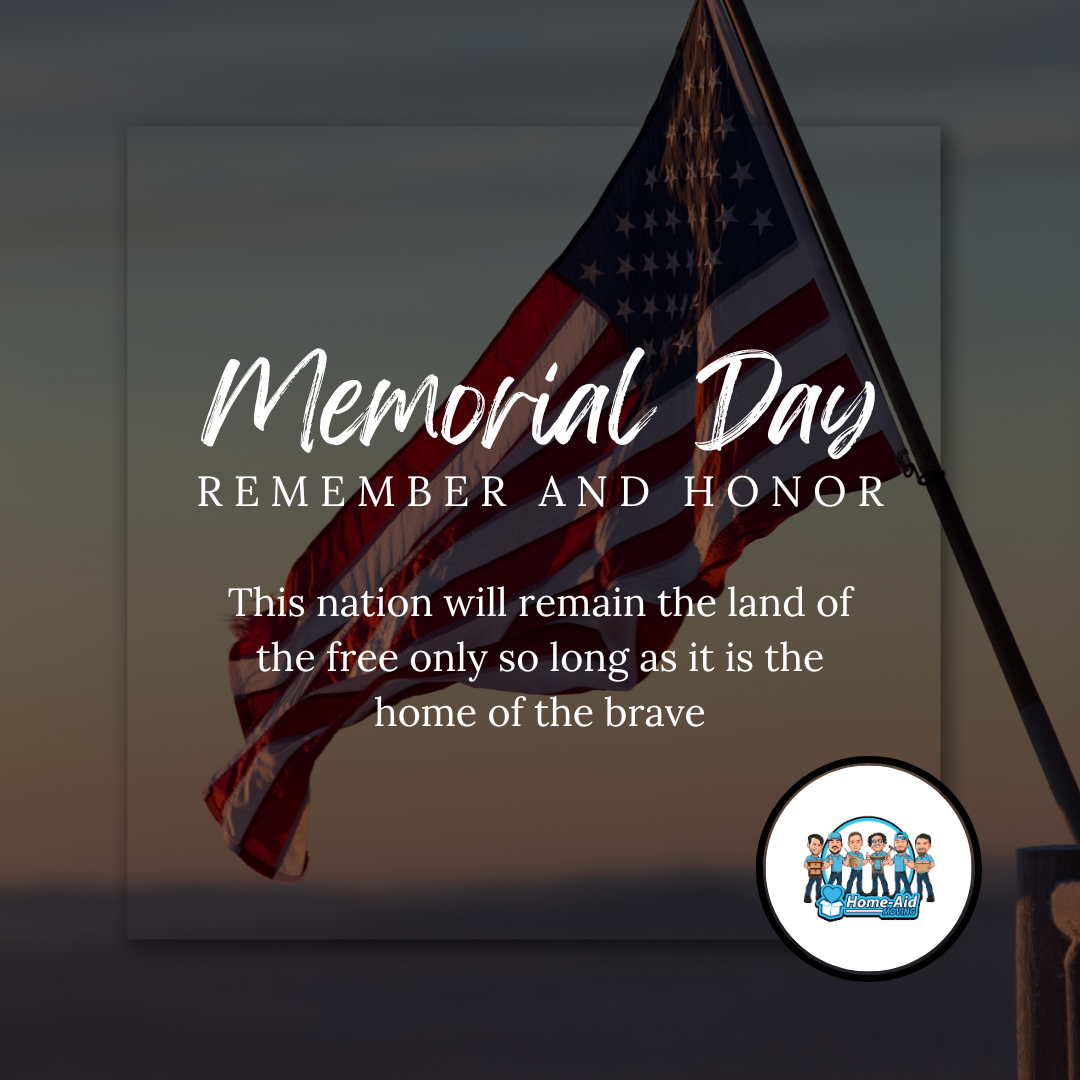 Memorial Day
REMEMBER AND HONOR
This nation will remain the land of
the free only so long as it is the
home of the brave
Home-Aid
MOVING